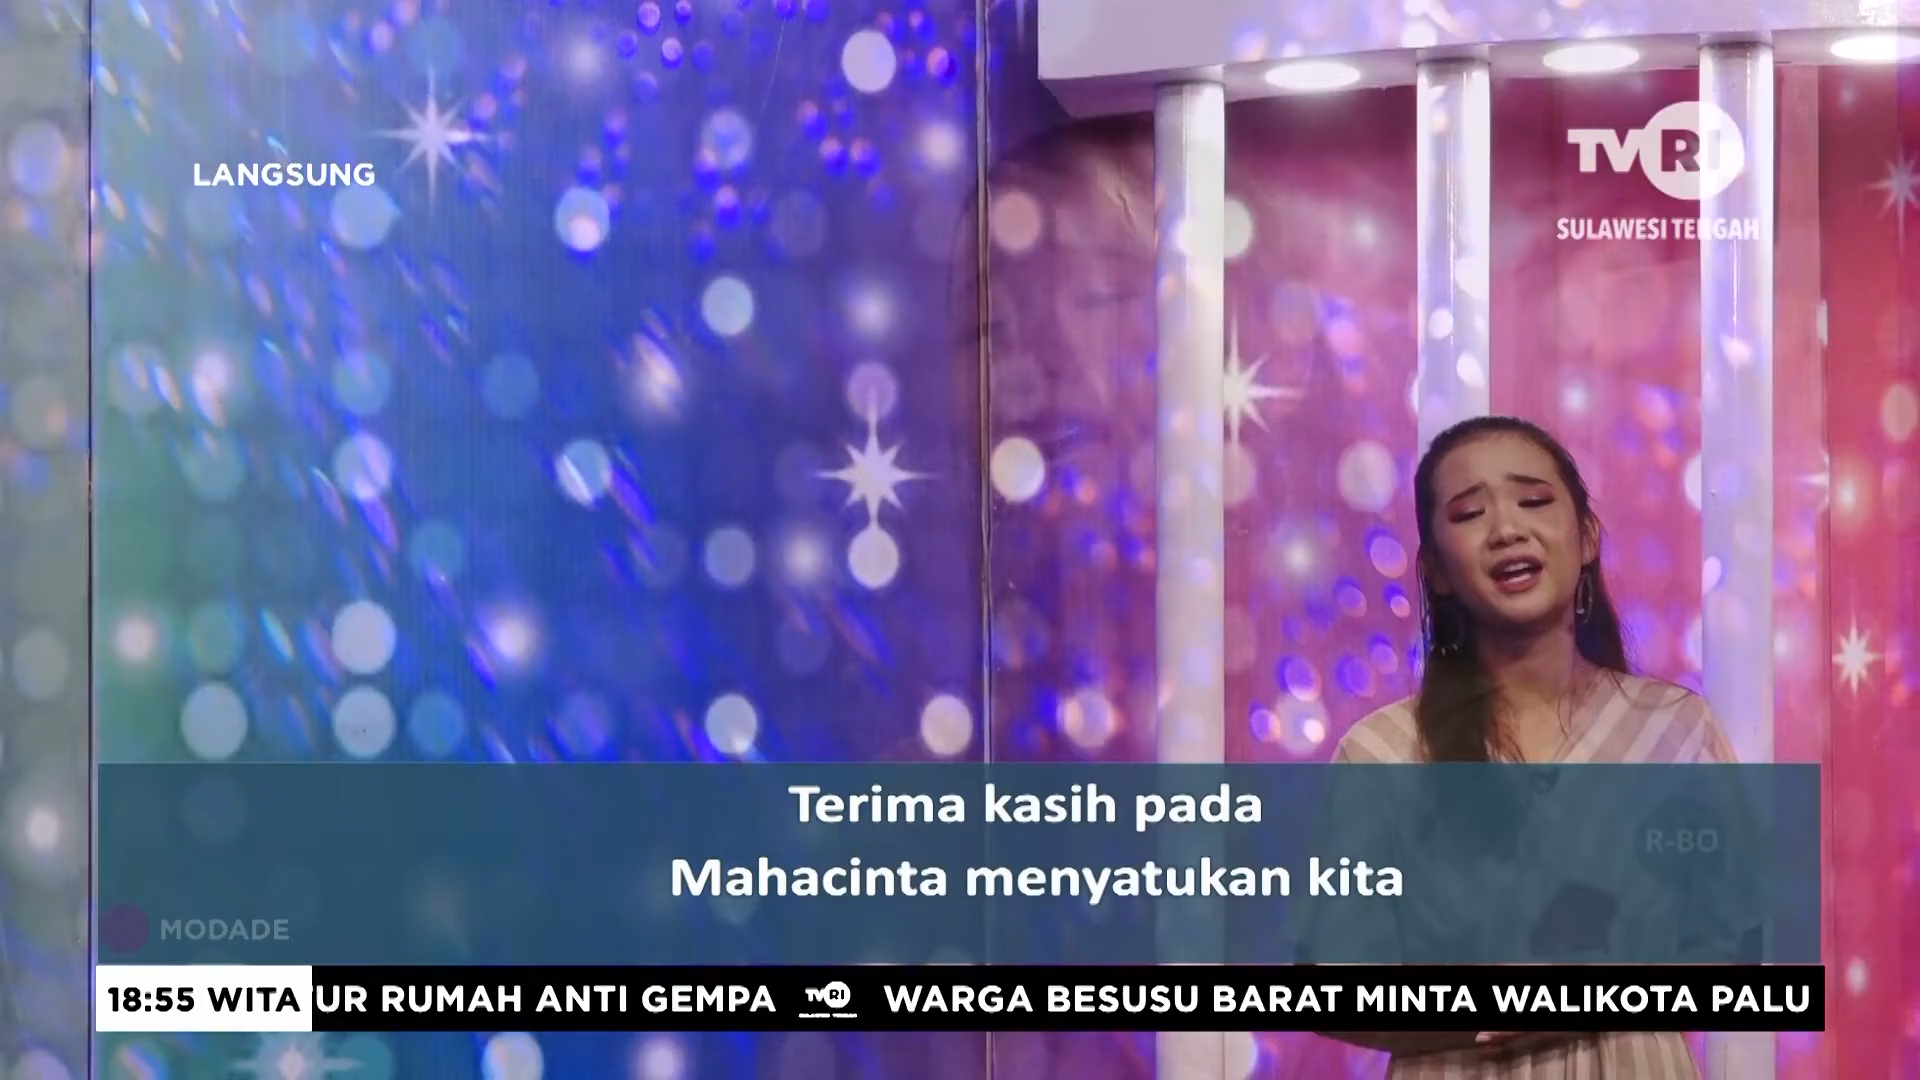 LANGSUNG
TVRI
SULAWESI TENGAH
Terima kasih pada
Mahacinta menyatukan kita
R-BO
MODADE
18:55 WITA
UR RUMAH ANTI GEMPA TVRI WARGA BESUSU BARAT MINTA WALIKOTA PALU